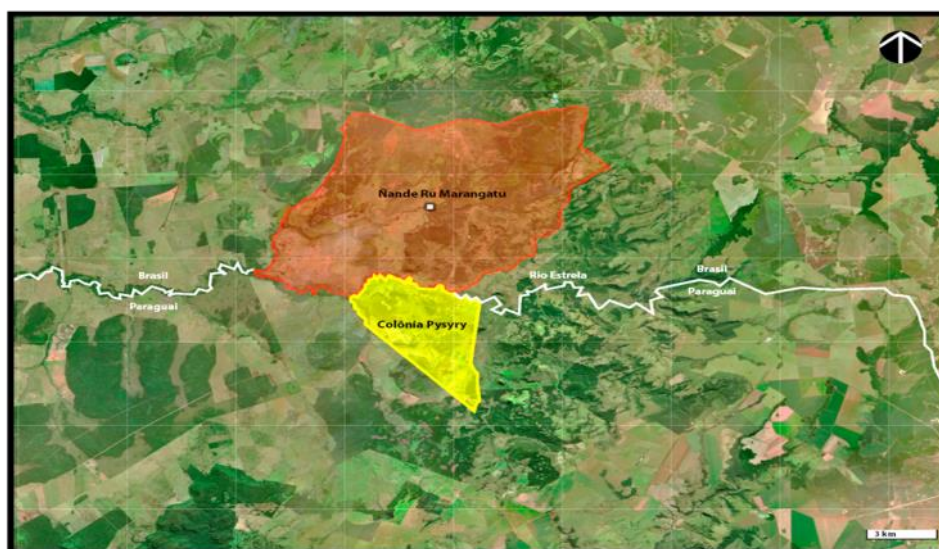 Ñande Ru Marangatu
Brasil
Paraguai
Rio Estrela
Brasil
Paraguai
Colônia Pysyry
3 km